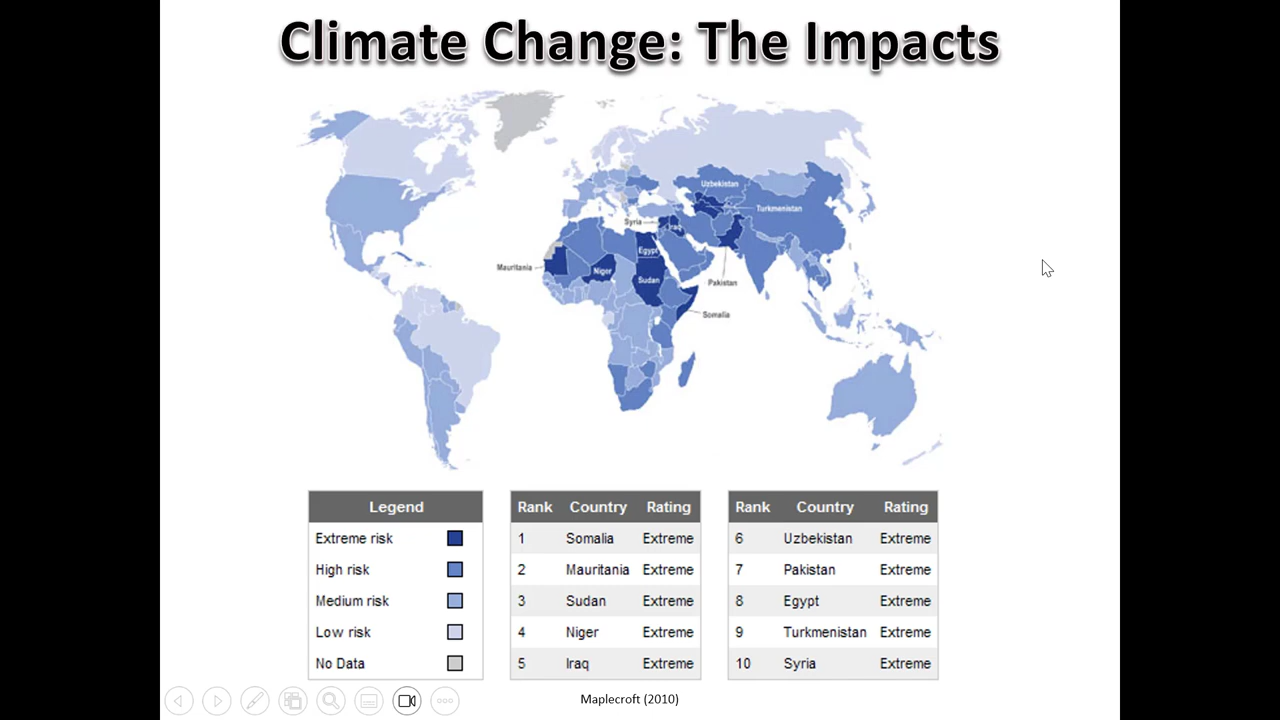 Climate Change: The Impacts
Uzbekistan
Turkmenistan
Syria
Iraq
Egypt
Mauritania
Niger
Sudan
Pakistan
Somalia
Legend
Extreme risk
High risk
Medium risk
Low risk
No Data
Rank Country Rating
1 Somalia Extreme
2 Mauritania Extreme
3 Sudan Extreme
4 Niger Extreme
5 Iraq Extreme
Rank Country Rating
6 Uzbekistan Extreme
7 Pakistan Extreme
8 Egypt Extreme
9 Turkmenistan Extreme
10 Syria Extreme
Maplecroft (2010)